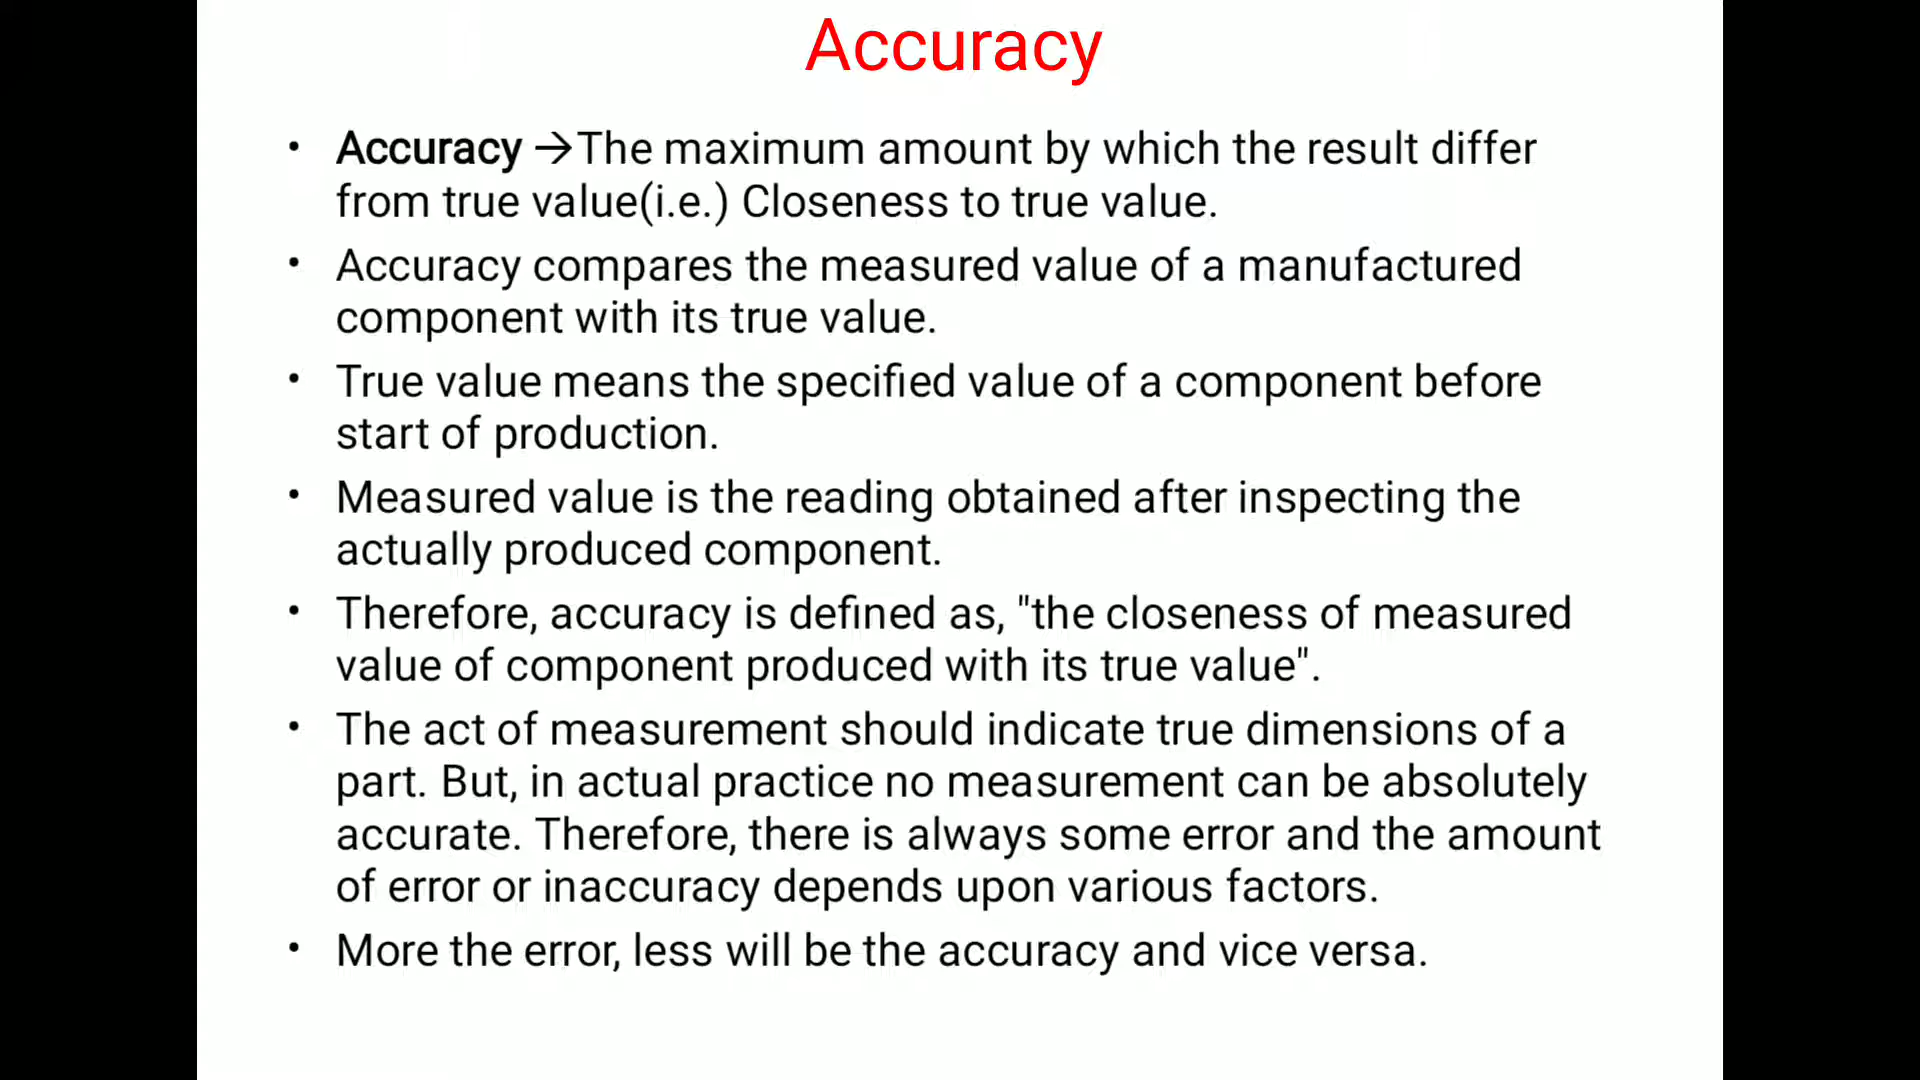 Accuracy
• Accuracy →The maximum amount by which the result differ
from true value(i.e.) Closeness to true value.
• Accuracy compares the measured value of a manufactured
component with its true value.
• True value means the specified value of a component before
start of production.
• Measured value is the reading obtained after inspecting the
actually produced component.
• Therefore, accuracy is defined as, "the closeness of measured
value of component produced with its true value".
• The act of measurement should indicate true dimensions of a
part. But, in actual practice no measurement can be absolutely
accurate. Therefore, there is always some error and the amount
of error or inaccuracy depends upon various factors.
• More the error, less will be the accuracy and vice versa.